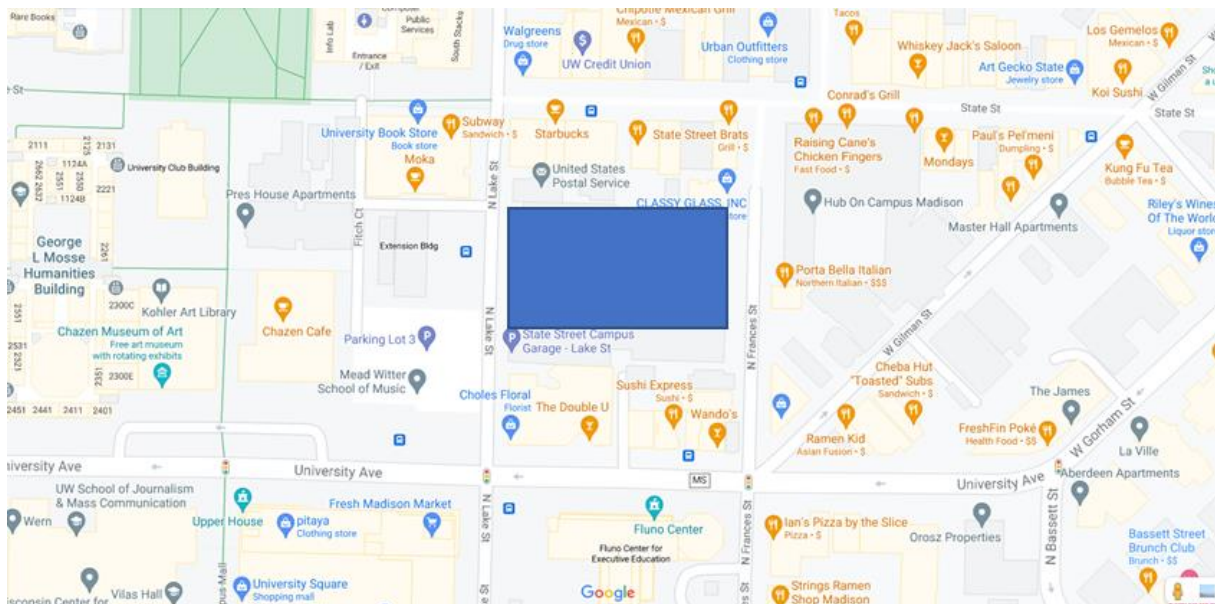 Rare Books
Info Lab
Computer
Public
Services
South Stacks
Entrance
/ Exit
Walgreens
Drug store
Chipotle Mexican Grill
Mexican • $
UW Credit Union
Urban Outfitters
Clothing store
Tacos
Whiskey Jack's Saloon
Los Gemelos
Mexican • $
Art Gecko State
Jewelry store
Koi Sushi
W Gilman St
State St
State St
University Book Store
Book store
Subway
Sandwich • $
Moka
Starbucks
State Street Brats
Grill • $
Conrad's Grill
Raising Cane's
Chicken Fingers
Fast Food • $
Mondays
Paul's Pel'meni
Dumpling • $
Kung Fu Tea
Bubble Tea • $
2111
2125
2131
2662
2632
1124A
2551
2550
1124B
2221
2261
University Club Building
Pres House Apartments
Fitch Ct
N Lake St
United States
Postal Service
CLASSY GLASS, INC
Hub On Campus Madison
Master Hall Apartments
Riley's Wines
Of The World
Liquor store
George
L Mosse
Humanities
Building
Extension Bldg
Porta Bella Italian
Northern Italian • $$$
2300C
Kohler Art Library
Chazen Museum of Art
Free art museum
with rotating exhibits
2300E
2551
2531
2521
2351
2451
2441
2411
2401
Chazen Cafe
Parking Lot 3
Mead Witter
School of Music
N Lake St
P
State Street Campus
Garage - Lake St
N Frances St
W Gilman St
Choles Floral
Florist
The Double U
Sushi Express
Sushi • $
Wando's
Cheba Hut
"Toasted" Subs
Sandwich • $
Ramen Kid
Asian Fusion • $
The James
FreshFin Poké
Health Food • $$
W Gorham St
La Ville
Aberdeen Apartments
University Ave
University Ave
MS
University Ave
UW School of Journalism
& Mass Communication
Wern
Upper House
pitaya
Clothing store
Fresh Madison Market
N Lake St
Fluno Center
Fluno Center for
Executive Education
N Frances St
Ian's Pizza by the Slice
Pizza • $
Orosz Properties
N Bassett St
Bassett Street
Brunch Club
Brunch • $$
Vilas Hall
University Square
Shopping mall
Google
Strings Ramen
Shop Madison